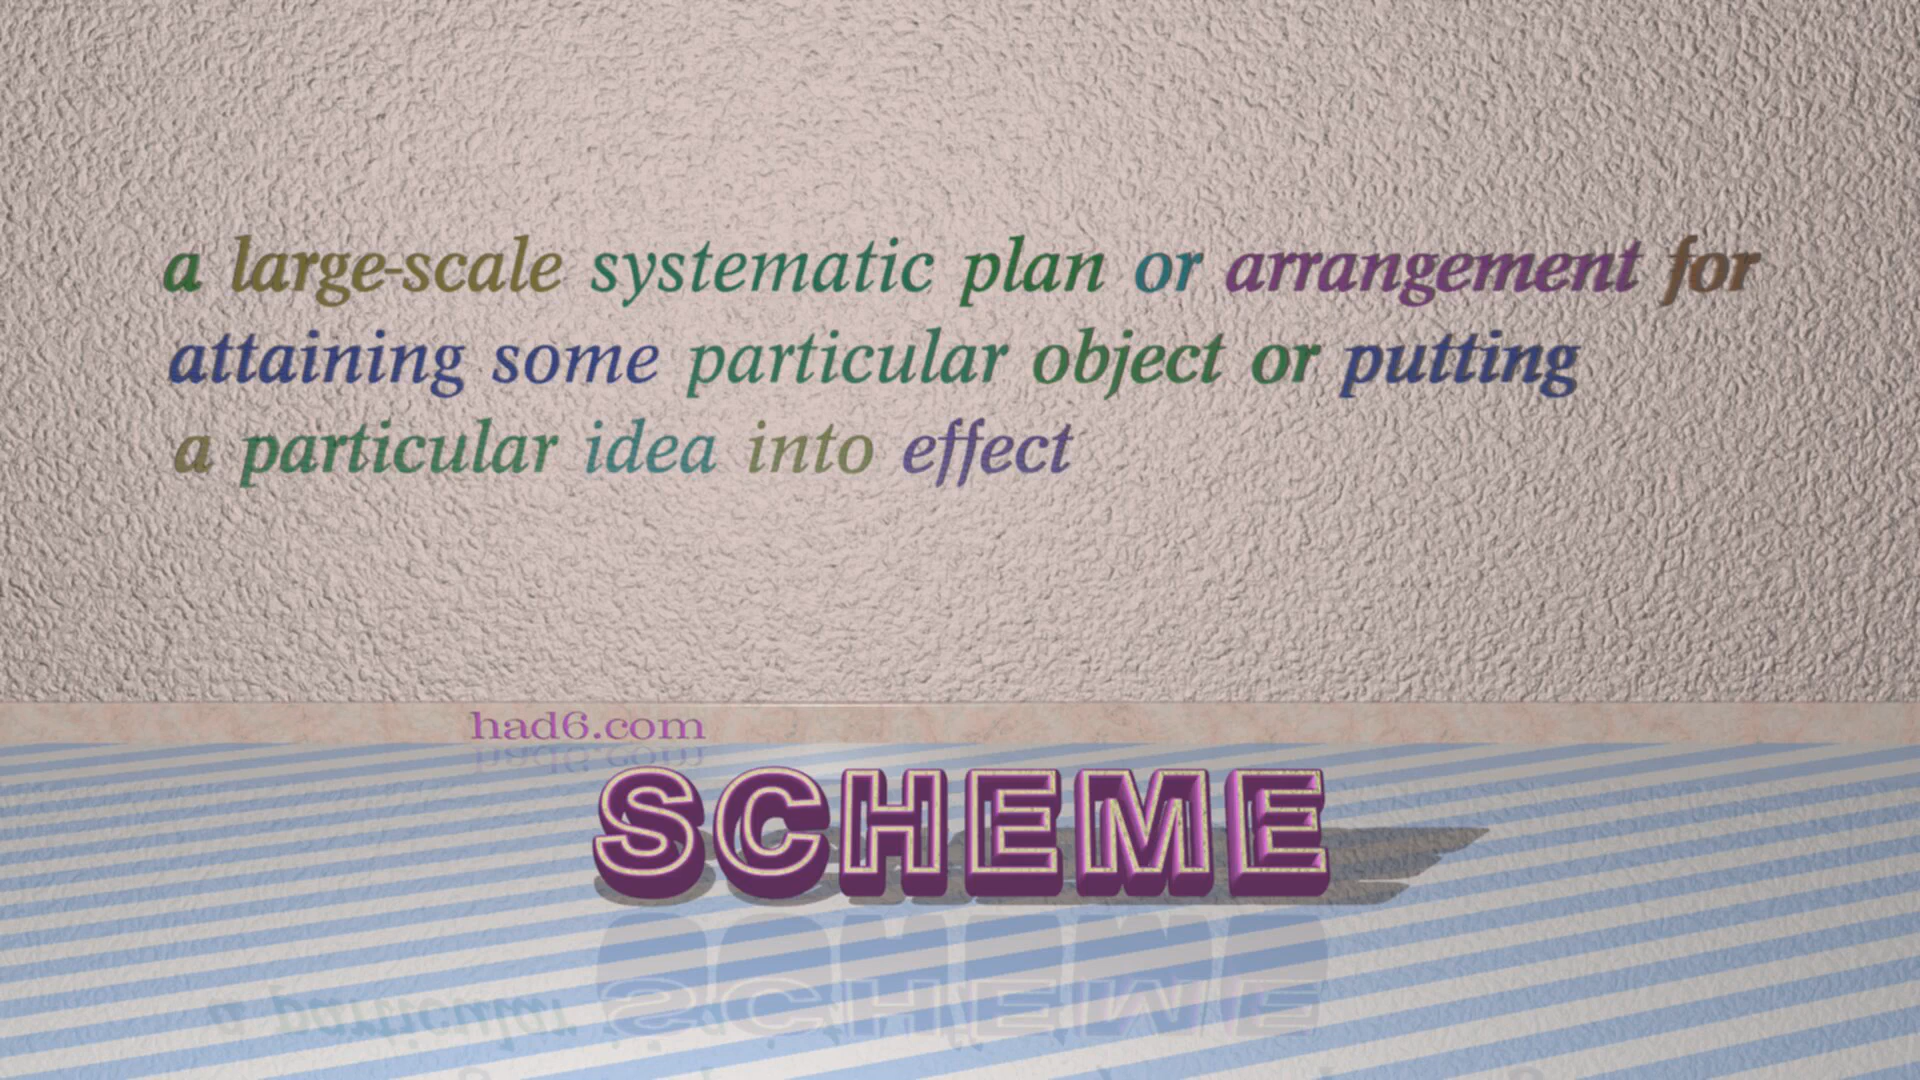 a large-scale systematic plan or arrangement for
attaining some particular object or putting
a particular idea into effect
had6.com
SCHEME